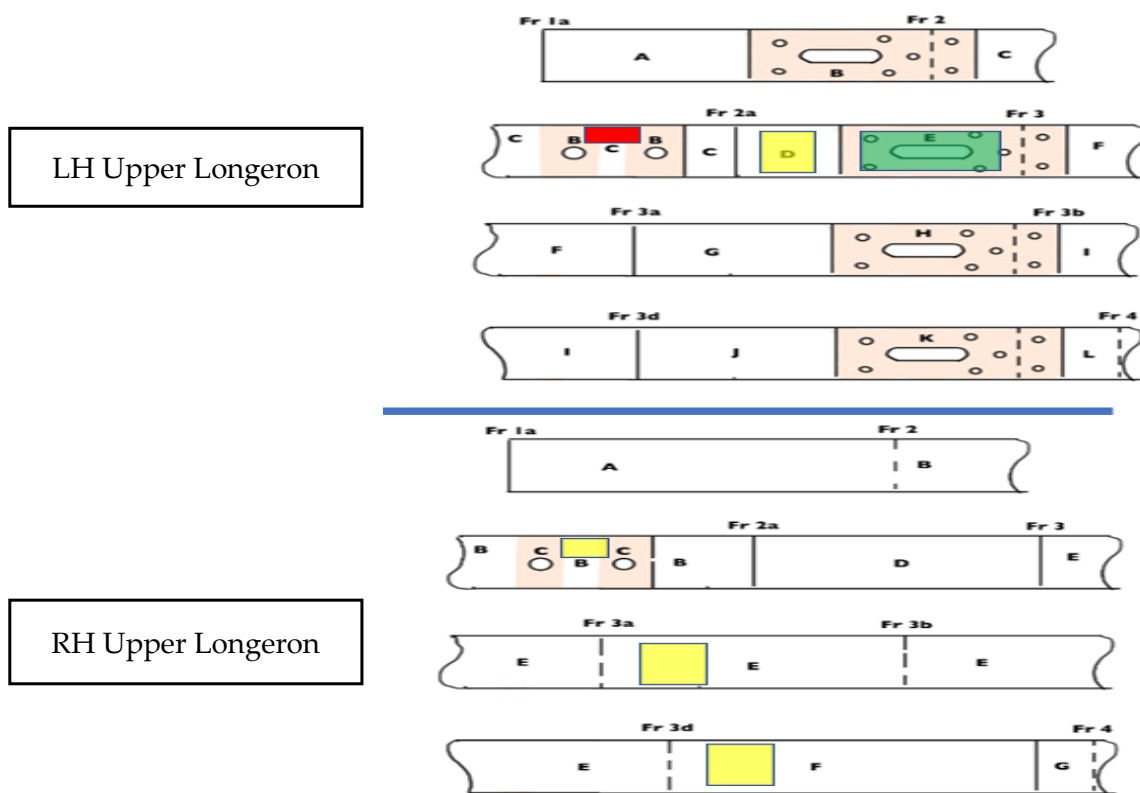 Fr 1a Fr 2
A B C
LH Upper Longeron
Fr 2a Fr 3
C B C B C D E F
Fr 3a Fr 3b
F G H I
Fr 3d Fr 4
I J K L
Fr 1a Fr 2
A B
Fr 2a Fr 3
B C B C B D E
RH Upper Longeron
Fr 3a Fr 3b
E E E
Fr 3d Fr 4
E F G